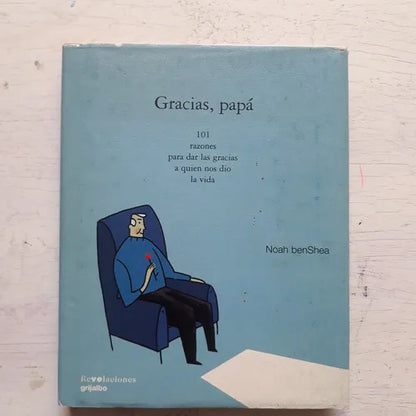 Gracias, papá
101
razones
para dar las gracias
a quien nos dio
la vida
Noah benShea
Revelaciones
grijalbo